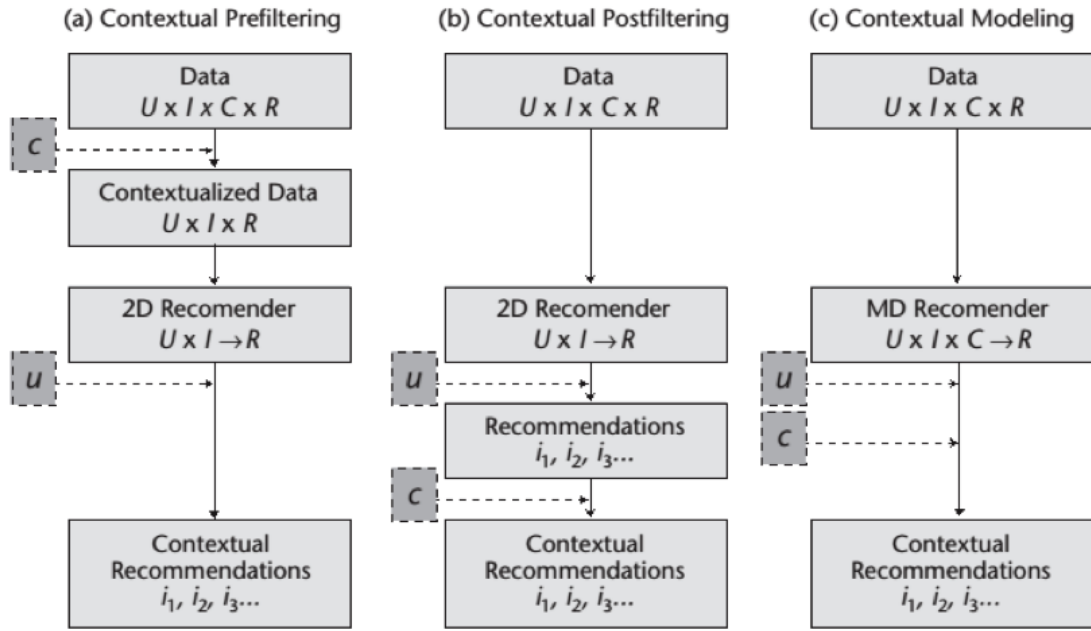 (a) Contextual Prefiltering
Data
U x I x C x R
c
Contextualized Data
U x I x R
2D Recomender
U x I → R
u
Contextual
Recommendations
i₁, i₂, i₃...
(b) Contextual Postfiltering
Data
U x I x C x R
2D Recomender
U x I → R
u
Recommendations
i₁, i₂, i₃...
c
Contextual
Recommendations
i₁, i₂, i₃...
(c) Contextual Modeling
Data
U x I x C x R
MD Recomender
U x I x C → R
u
c
Contextual
Recommendations
i₁, i₂, i₃...